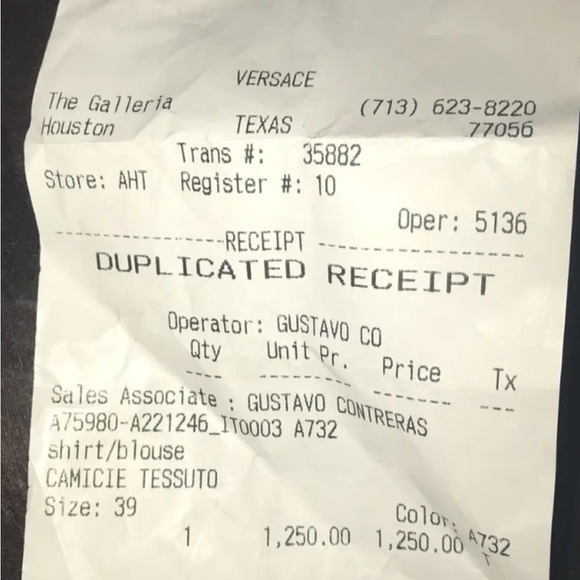 VERSACE
The Galleria (713) 623-8220
Houston TEXAS 77056
Trans #: 35882
Store: AHT Register #: 10
Oper: 5136
-----------------RECEIPT --------------------
DUPLICATED RECEIPT
Operator: GUSTAVO CO
Qty Unit Pr. Price Tx
---- ---------- -------- ---
Sales Associate : GUSTAVO CONTRERAS
A75980-A221246_IT0003 A732
shirt/blouse
CAMICIE TESSUTO
Size: 39 Color: A732
1 1,250.00 1,250.00 T